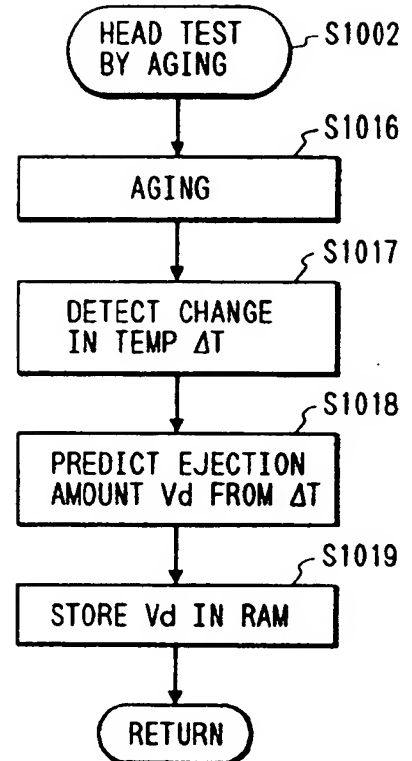 HEAD TEST
BY AGING
S1002
S1016
AGING
S1017
DETECT CHANGE
IN TEMP ΔT
S1018
PREDICT EJECTION
AMOUNT Vd FROM ΔT
S1019
STORE Vd IN RAM
RETURN